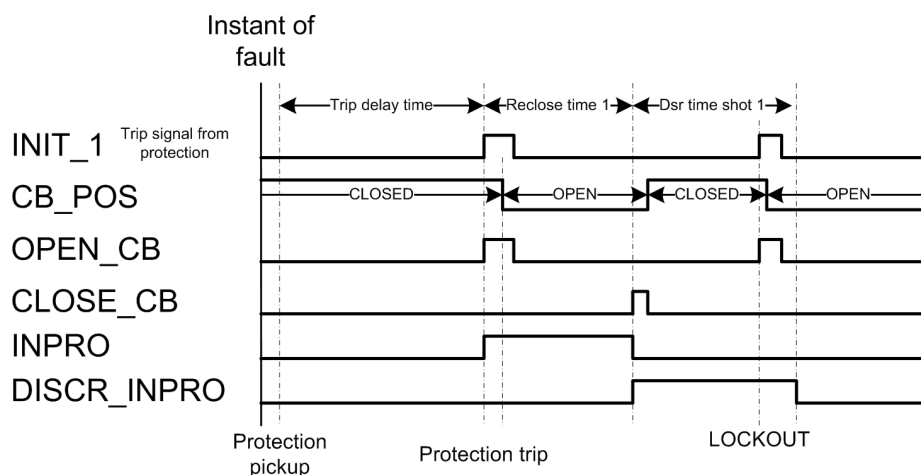 Instant of
fault
Trip delay time
Reclose time 1
Dsr time shot 1
INIT_1
Trip signal from
protection
CB_POS
CLOSED
OPEN
CLOSED
OPEN
OPEN_CB
CLOSE_CB
INPRO
DISCR_INPRO
Protection
pickup
Protection trip
LOCKOUT